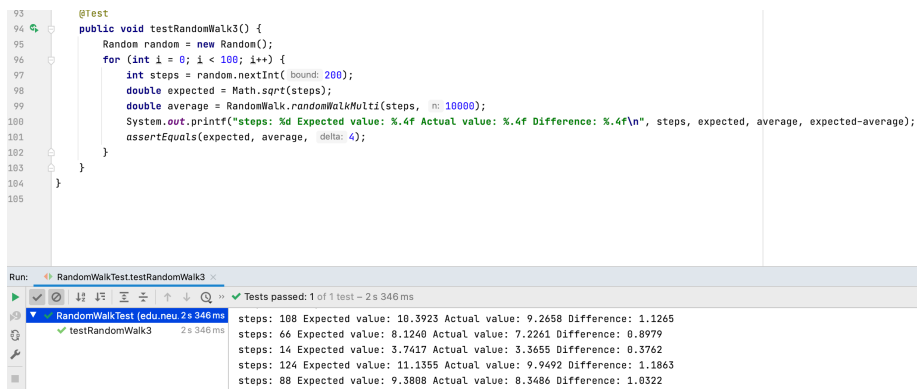 93 @Test
94 public void testRandomWalk3() {
95 Random random = new Random();
96 for (int i = 0; i < 100; i++) {
97 int steps = random.nextInt( bound: 200);
98 double expected = Math.sqrt(steps);
99 double average = RandomWalk.randomWalkMulti(steps, n: 10000);
100 System.out.printf("steps: %d Expected value: %.4f Actual value: %.4f Difference: %.4f\n", steps, expected, average, expected-average);
101 assertEquals(expected, average, delta: 4);
102 }
103 }
104 }
105
Run: RandomWalkTest.testRandomWalk3 ×
» Tests passed: 1 of 1 test – 2 s 346 ms
RandomWalkTest (edu.neu. 2 s 346 ms
testRandomWalk3 2 s 346 ms
steps: 108 Expected value: 10.3923 Actual value: 9.2658 Difference: 1.1265
steps: 66 Expected value: 8.1240 Actual value: 7.2261 Difference: 0.8979
steps: 14 Expected value: 3.7417 Actual value: 3.3655 Difference: 0.3762
steps: 124 Expected value: 11.1355 Actual value: 9.9492 Difference: 1.1863
steps: 88 Expected value: 9.3808 Actual value: 8.3486 Difference: 1.0322